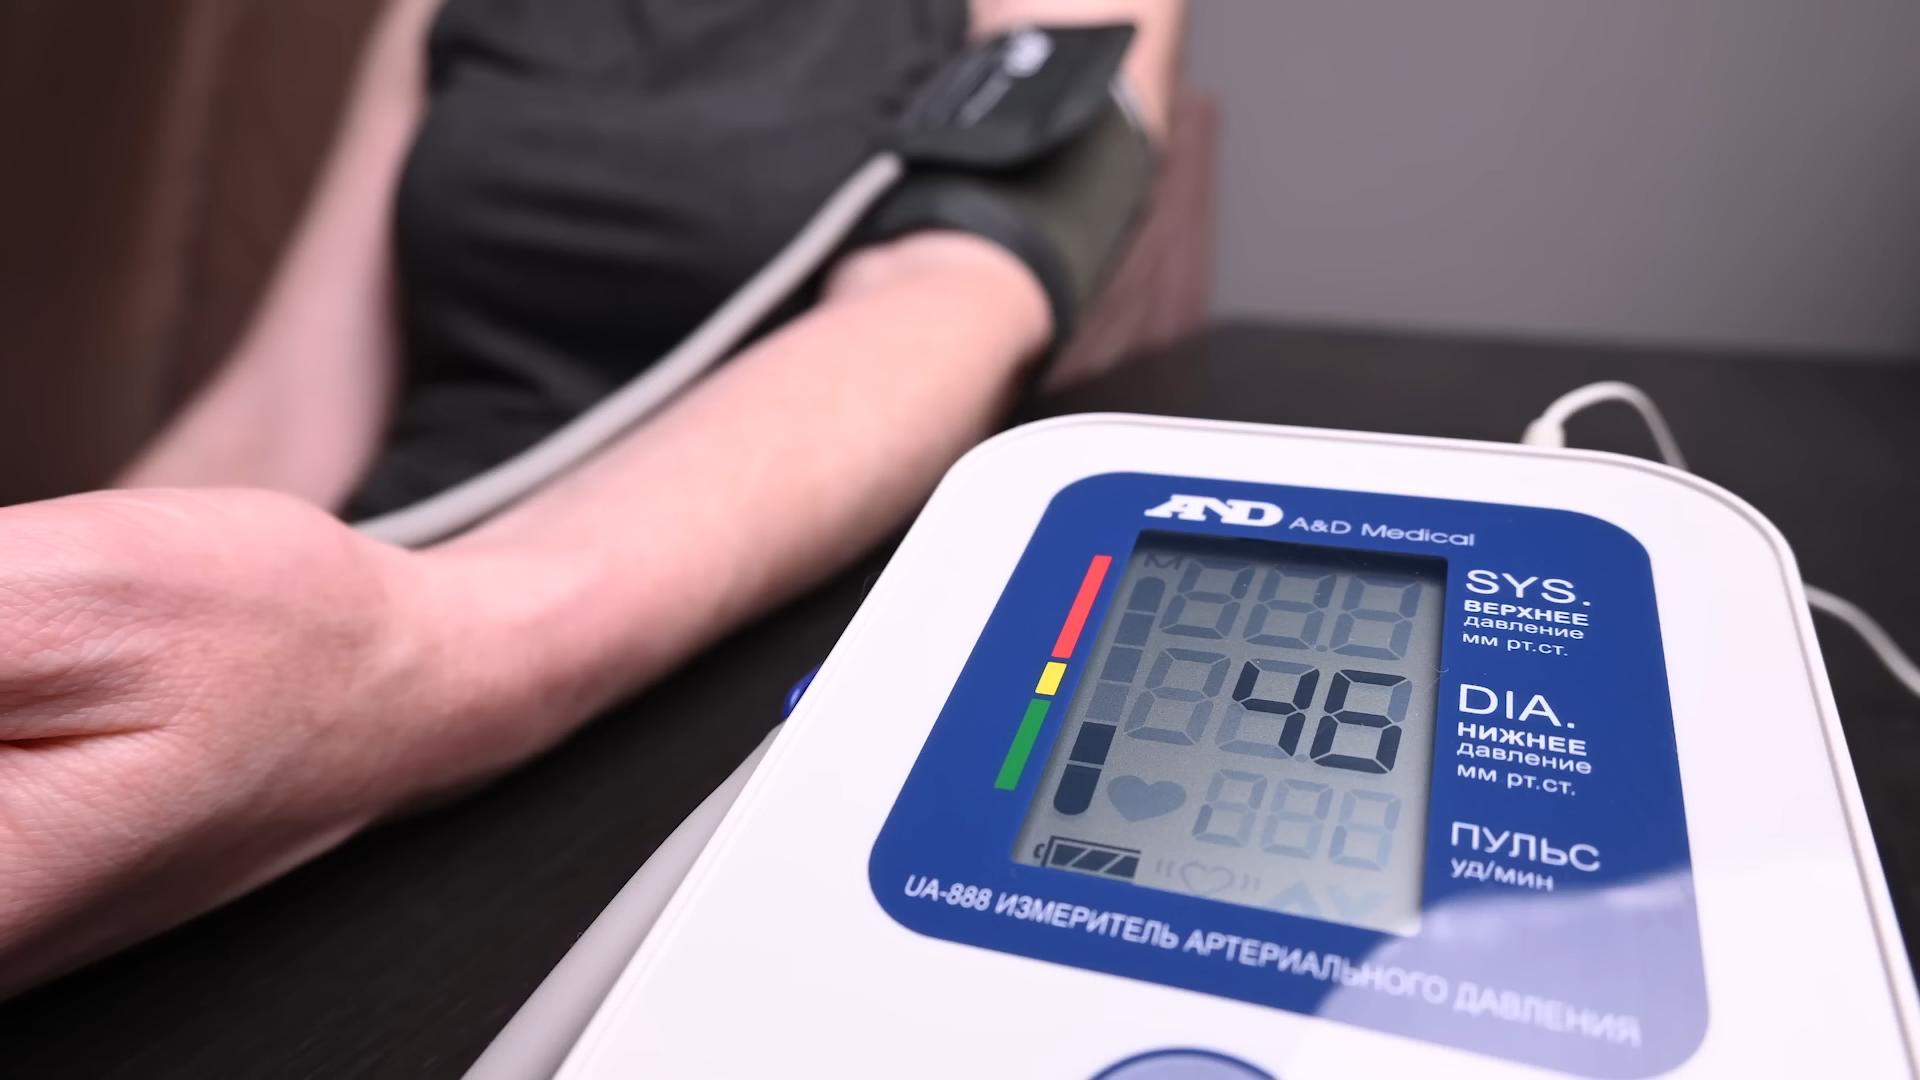 AND A&D Medical
M
SYS.
ВЕРХНЕЕ
давление
мм рт.ст.
46
DIA.
НИЖНЕЕ
давление
мм рт.ст.
ПУЛЬС
уд/мин
UA-888 ИЗМЕРИТЕЛЬ АРТЕРИАЛЬНОГО ДАВЛЕНИЯ